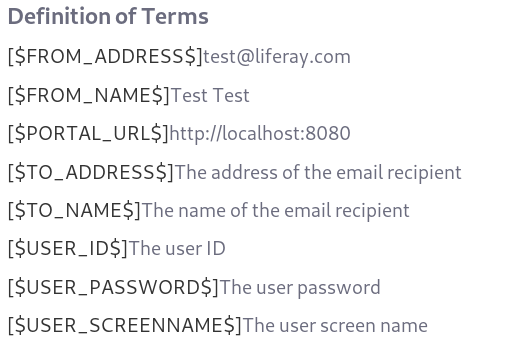 Definition of Terms
[$FROM_ADDRESS$]test@liferay.com
[$FROM_NAME$]Test Test
[$PORTAL_URL$]http://localhost:8080
[$TO_ADDRESS$]The address of the email recipient
[$TO_NAME$]The name of the email recipient
[$USER_ID$]The user ID
[$USER_PASSWORD$]The user password
[$USER_SCREENNAME$]The user screen name